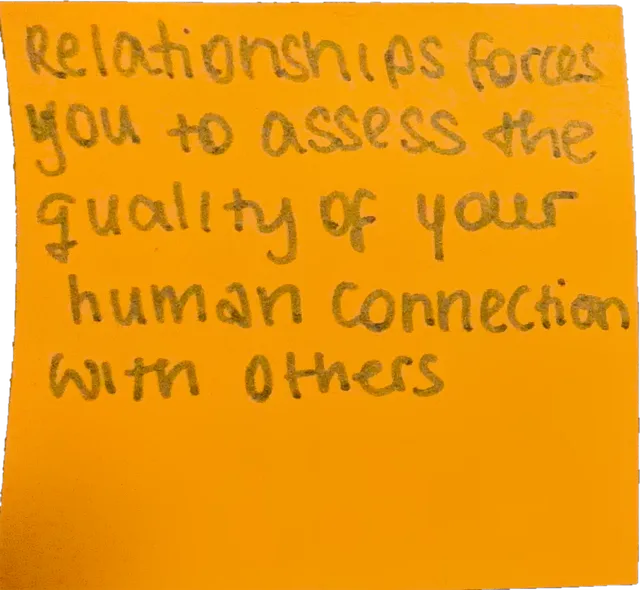 Relationships forces
you to assess the
quality of your
human connection
with others